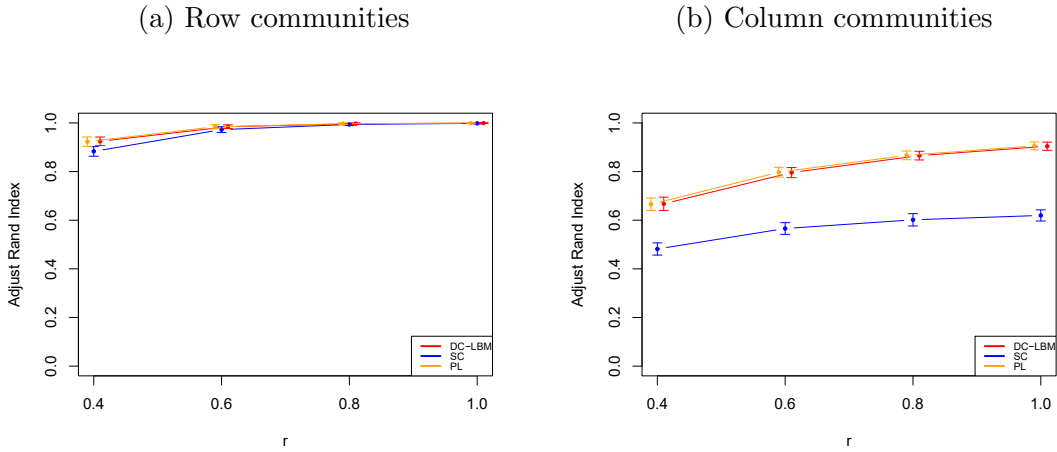 (a) Row communities
(b) Column communities
Adjust Rand Index
1.0
0.8
0.6
0.4
0.2
0.0
DC−LBM
SC
PL
0.4 0.6 0.8 1.0
r
Adjust Rand Index
1.0
0.8
0.6
0.4
0.2
0.0
DC−LBM
SC
PL
0.4 0.6 0.8 1.0
r